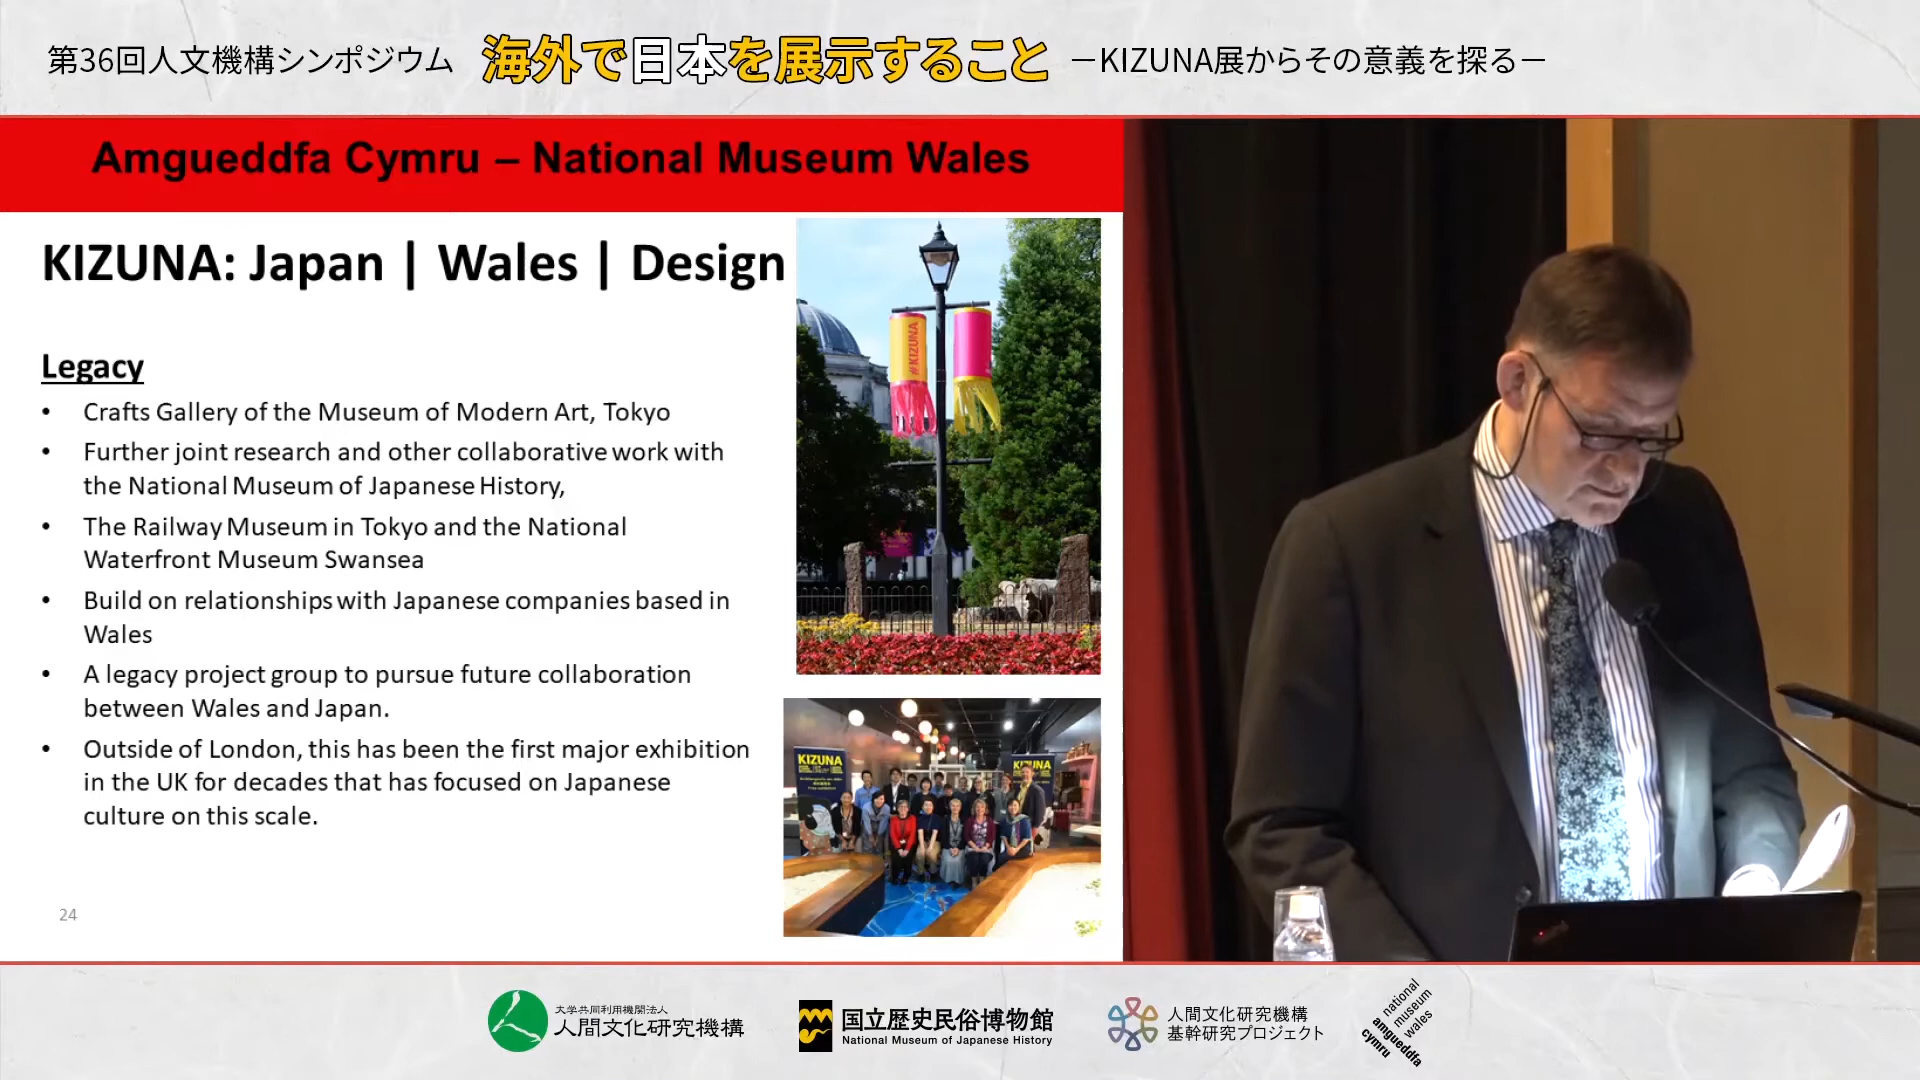 第36回人文機構シンポジウム 海外で日本を展示すること －KIZUNA展からその意義を探る－
Amgueddfa Cymru – National Museum Wales
KIZUNA: Japan | Wales | Design
Legacy
• Crafts Gallery of the Museum of Modern Art, Tokyo
• Further joint research and other collaborative work with
the National Museum of Japanese History,
• The Railway Museum in Tokyo and the National
Waterfront Museum Swansea
• Build on relationships with Japanese companies based in
Wales
• A legacy project group to pursue future collaboration
between Wales and Japan.
• Outside of London, this has been the first major exhibition
in the UK for decades that has focused on Japanese
culture on this scale.
24
#KIZUNA
KIZUNA
KIZUNA
大学共同利用機関法人
人間文化研究機構
国立歴史民俗博物館
National Museum of Japanese History
人間文化研究機構
基幹研究プロジェクト
national
museum
wales
amgueddfa
cymru